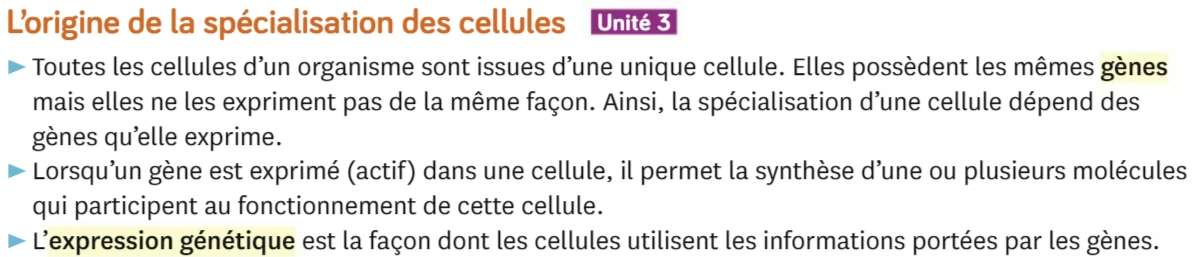 L’origine de la spécialisation des cellules Unité 3
► Toutes les cellules d’un organisme sont issues d’une unique cellule. Elles possèdent les mêmes gènes
mais elles ne les expriment pas de la même façon. Ainsi, la spécialisation d’une cellule dépend des
gènes qu’elle exprime.
► Lorsqu’un gène est exprimé (actif) dans une cellule, il permet la synthèse d’une ou plusieurs molécules
qui participent au fonctionnement de cette cellule.
► L’expression génétique est la façon dont les cellules utilisent les informations portées par les gènes.